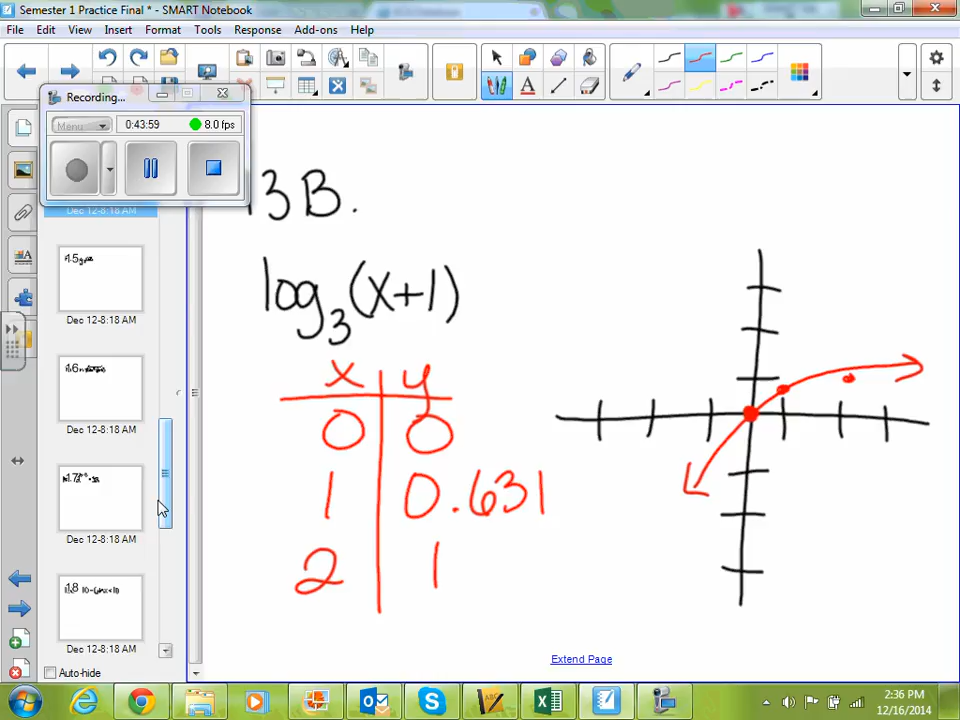 Semester 1 Practice Final * - SMART Notebook
File Edit View Insert Format Tools Response Add-ons Help
Recording...
Menu 0:43:59 8.0 fps
Dec 12-8:18 AM
Dec 12-8:18 AM
Dec 12-8:18 AM
Dec 12-8:18 AM
Dec 12-8:18 AM
Auto-hide
13B.
log₃(x+1)
x y
0 0
1 0.631
2 1
Extend Page
2:36 PM
12/16/2014